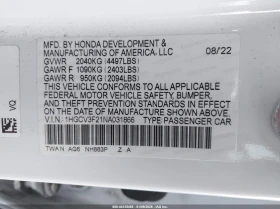 MFD. BY HONDA DEVELOPMENT &
MANUFACTURING OF AMERICA, LLC 08/22
GVWR 2040KG (4497LBS)
GAWR F 1090KG (2403LBS)
GAWR R 950KG (2094LBS)
THIS VEHICLE CONFORMS TO ALL APPLICABLE
FEDERAL MOTOR VEHICLE SAFETY, BUMPER, AND
THEFT PREVENTION STANDARDS IN EFFECT ON THE
DATE OF MANUFACTURE SHOWN ABOVE.
V.I.N.: 1HGCV3F21NA031866 TYPE PASSENGER CAR
TWA N AG6 NH883P Z A
VQ